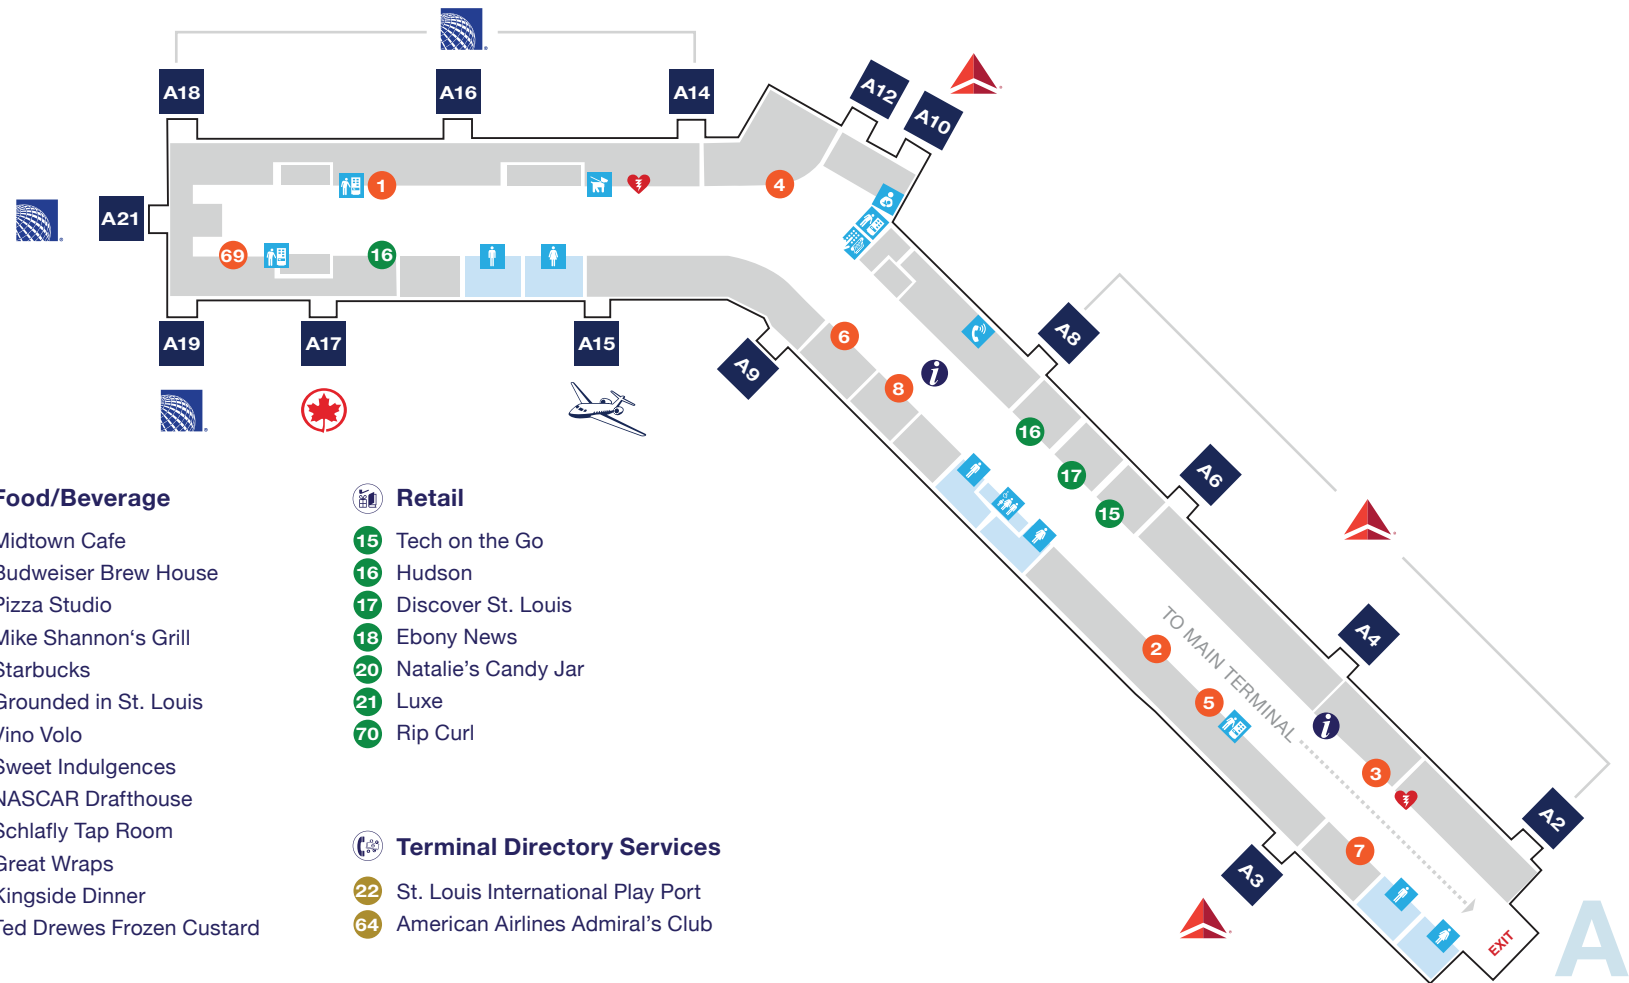 A18
A16
A14
A12
A10
1
4
A21
69
16
A19
A17
A15
A9
6
8
i
A8
16
17
15
A6
A4
TO MAIN TERMINAL
2
5
i
3
7
A3
A2
EXIT
A
Food/Beverage
Midtown Cafe
Budweiser Brew House
Pizza Studio
Mike Shannon‘s Grill
Starbucks
Grounded in St. Louis
Vino Volo
Sweet Indulgences
NASCAR Drafthouse
Schlafly Tap Room
Great Wraps
Kingside Dinner
Ted Drewes Frozen Custard
Retail
15 Tech on the Go
16 Hudson
17 Discover St. Louis
18 Ebony News
20 Natalie’s Candy Jar
21 Luxe
70 Rip Curl
Terminal Directory Services
22 St. Louis International Play Port
64 American Airlines Admiral’s Club